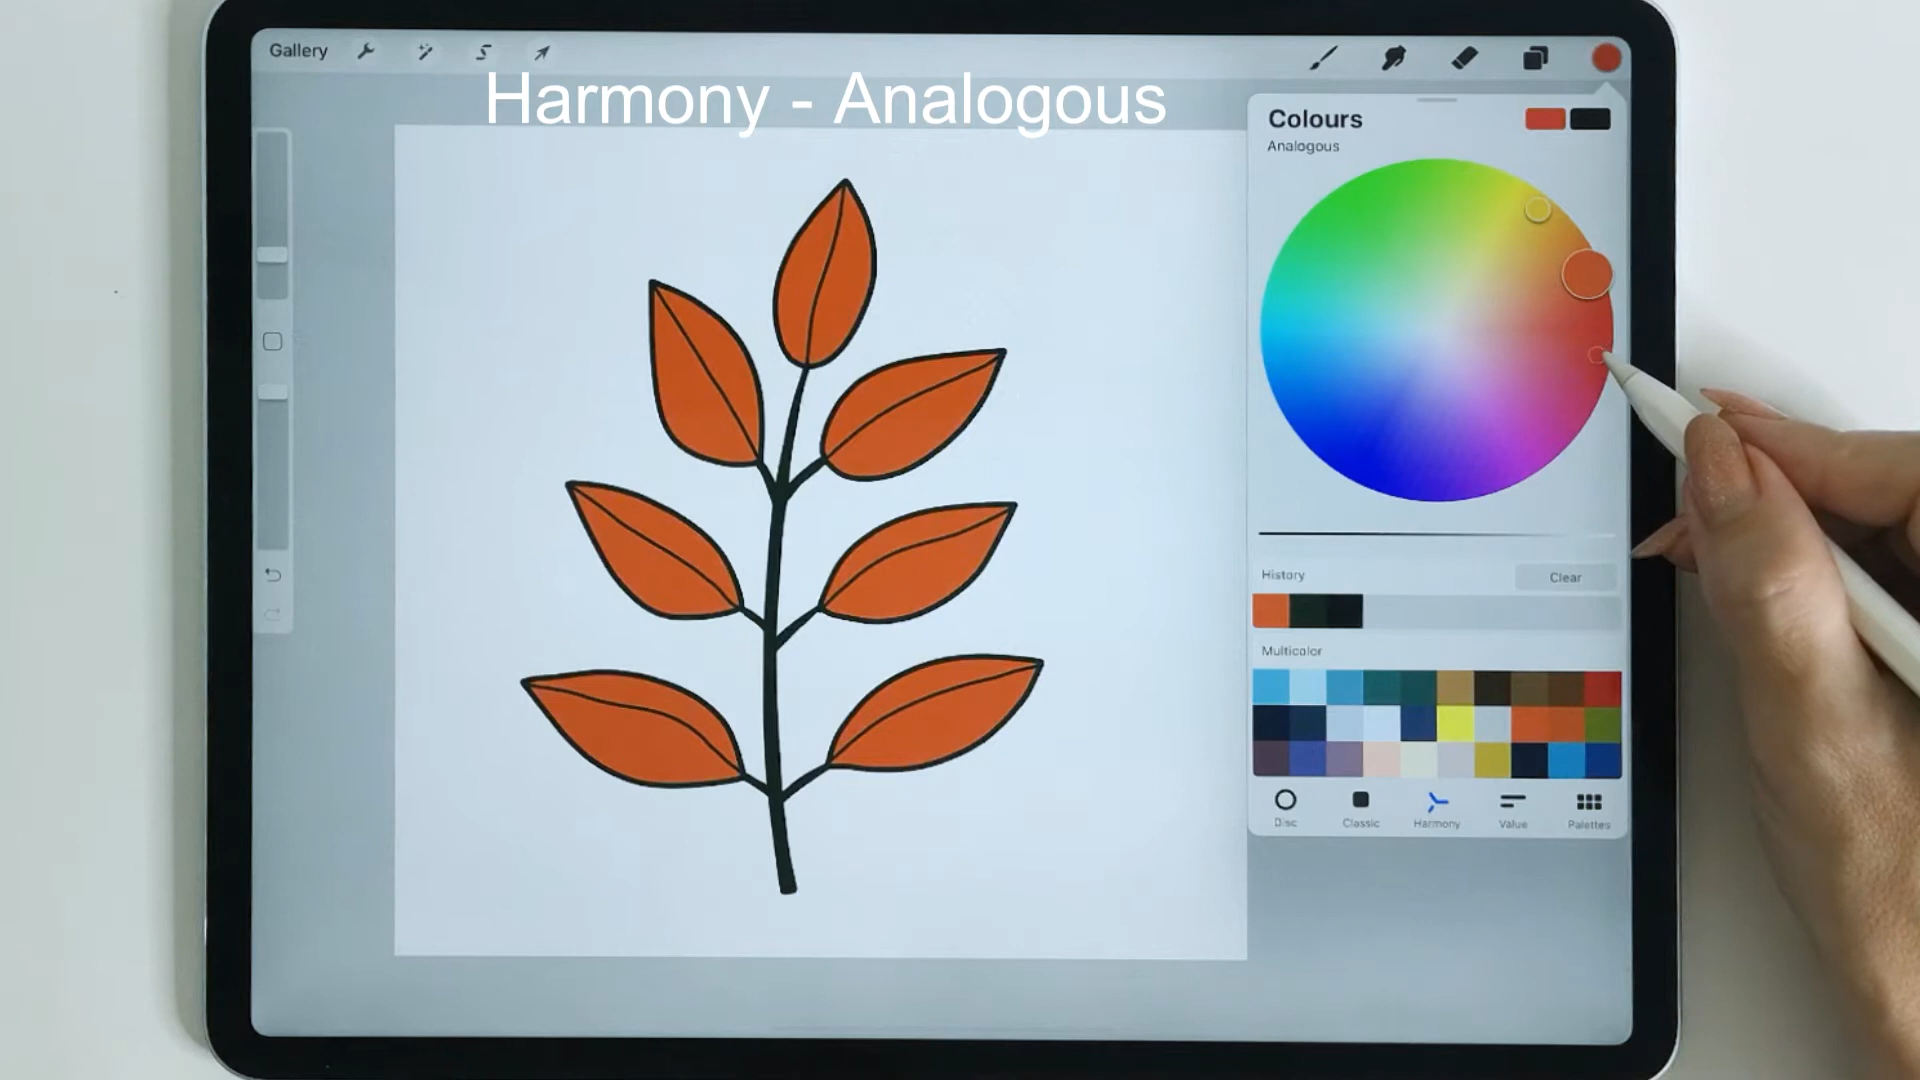 Gallery
Harmony - Analogous
Colours
Analogous
History
Clear
Multicolor
Disc
Classic
Harmony
Value
Palettes